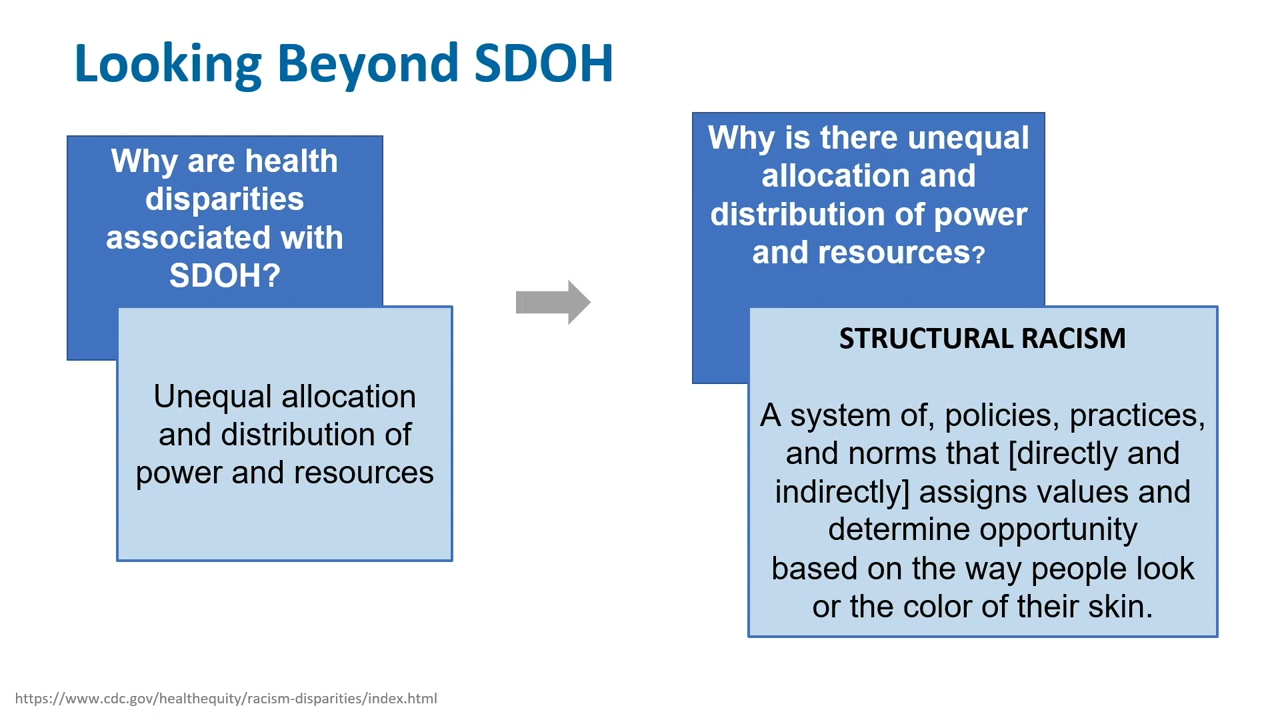 Looking Beyond SDOH
Why are health
disparities
associated with
SDOH?
Unequal allocation
and distribution of
power and resources
Why is there unequal
allocation and
distribution of power
and resources?
STRUCTURAL RACISM
A system of, policies, practices,
and norms that [directly and
indirectly] assigns values and
determine opportunity
based on the way people look
or the color of their skin.
https://www.cdc.gov/healthequity/racism-disparities/index.html